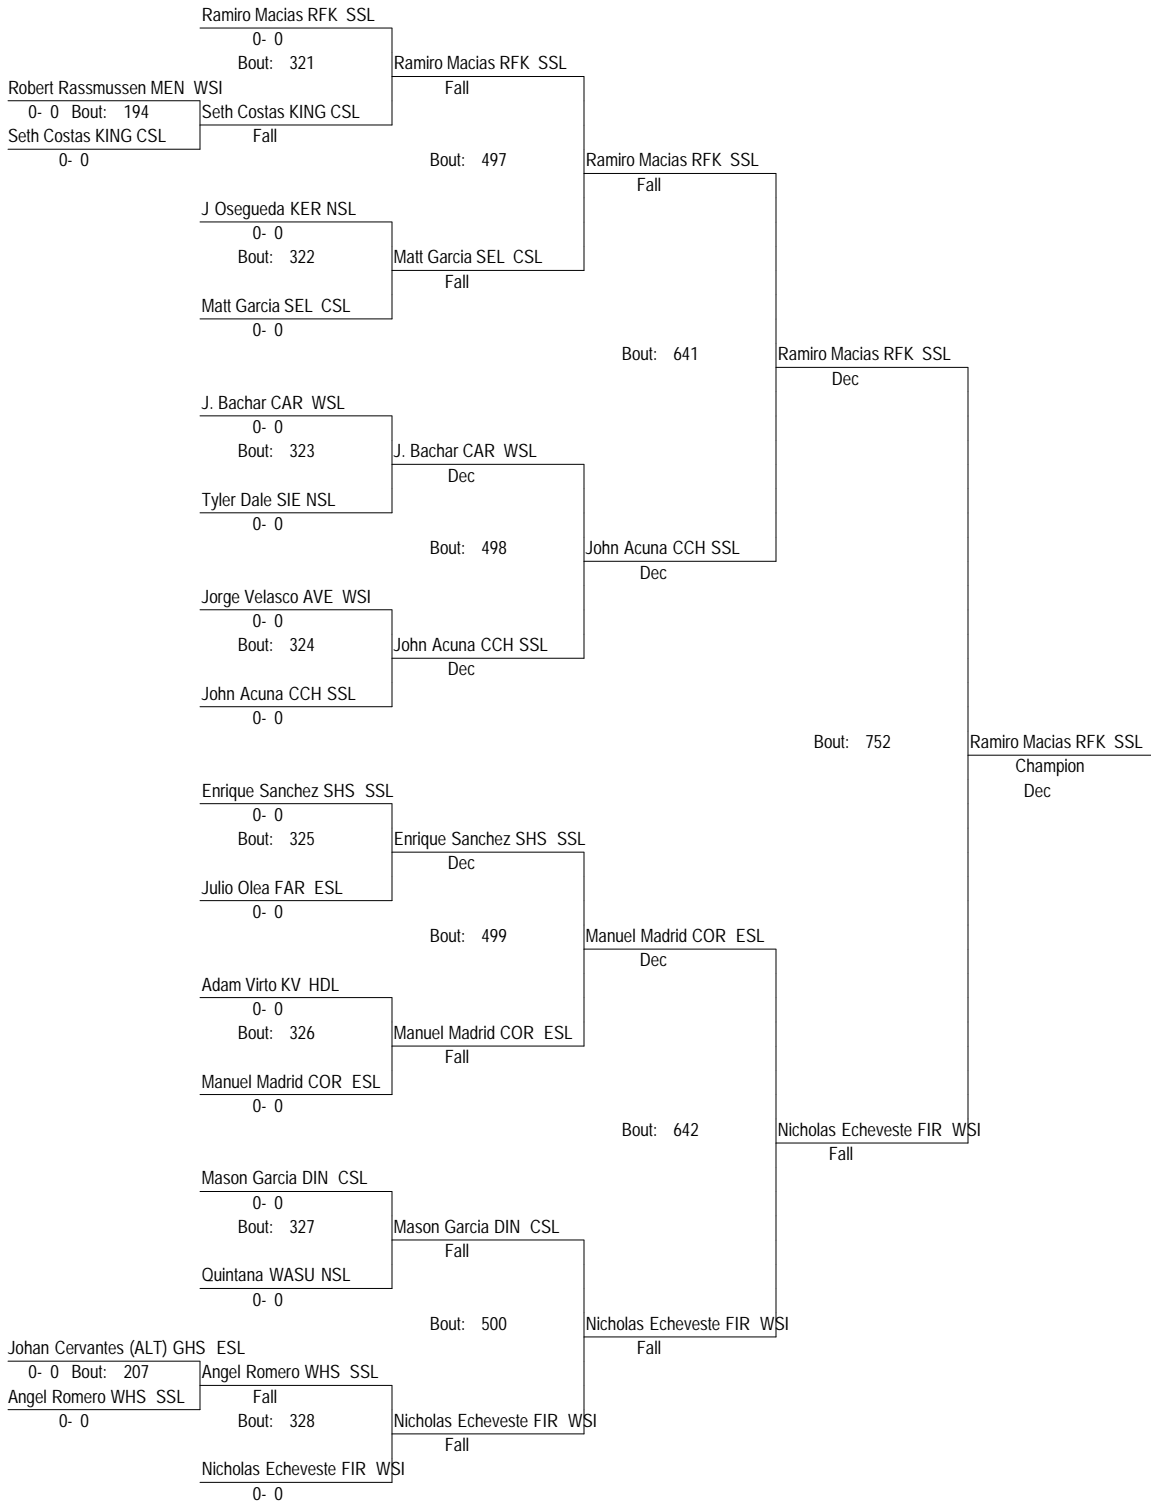 Ramiro Macias RFK SSL
0- 0
Bout: 321
Ramiro Macias RFK SSL
Fall
Robert Rassmussen MEN WSI
0- 0 Bout: 194
Seth Costas KING CSL
Seth Costas KING CSL
Fall
0- 0
Bout: 497
Ramiro Macias RFK SSL
Fall
J Osegueda KER NSL
0- 0
Bout: 322
Matt Garcia SEL CSL
Fall
Matt Garcia SEL CSL
0- 0
Bout: 641
Ramiro Macias RFK SSL
Dec
J. Bachar CAR WSL
0- 0
Bout: 323
J. Bachar CAR WSL
Dec
Tyler Dale SIE NSL
0- 0
Bout: 498
John Acuna CCH SSL
Dec
Jorge Velasco AVE WSI
0- 0
Bout: 324
John Acuna CCH SSL
Dec
John Acuna CCH SSL
0- 0
Bout: 752
Ramiro Macias RFK SSL
Champion
Dec
Enrique Sanchez SHS SSL
0- 0
Bout: 325
Enrique Sanchez SHS SSL
Dec
Julio Olea FAR ESL
0- 0
Bout: 499
Manuel Madrid COR ESL
Dec
Adam Virto KV HDL
0- 0
Bout: 326
Manuel Madrid COR ESL
Fall
Manuel Madrid COR ESL
0- 0
Bout: 642
Nicholas Echeveste FIR WSI
Fall
Mason Garcia DIN CSL
0- 0
Bout: 327
Mason Garcia DIN CSL
Fall
Quintana WASU NSL
0- 0
Bout: 500
Nicholas Echeveste FIR WSI
Fall
Johan Cervantes (ALT) GHS ESL
0- 0 Bout: 207
Angel Romero WHS SSL
Angel Romero WHS SSL
Fall
0- 0
Bout: 328
Nicholas Echeveste FIR WSI
Fall
Nicholas Echeveste FIR WSI
0- 0